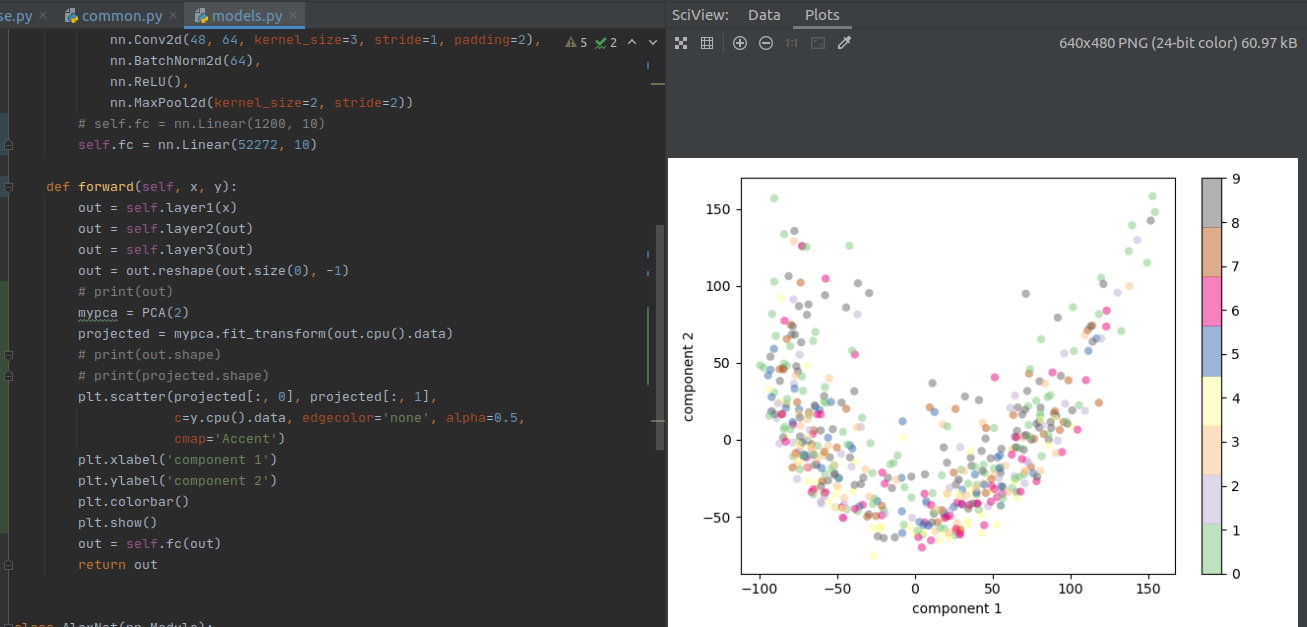 se.py common.py models.py
nn.Conv2d(48, 64, kernel_size=3, stride=1, padding=2),
5 2
nn.BatchNorm2d(64),
nn.ReLU(),
nn.MaxPool2d(kernel_size=2, stride=2))
# self.fc = nn.Linear(1200, 10)
self.fc = nn.Linear(52272, 10)
def forward(self, x, y):
out = self.layer1(x)
out = self.layer2(out)
out = self.layer3(out)
out = out.reshape(out.size(0), -1)
# print(out)
mypca = PCA(2)
projected = mypca.fit_transform(out.cpu().data)
# print(out.shape)
# print(projected.shape)
plt.scatter(projected[:, 0], projected[:, 1],
c=y.cpu().data, edgecolor='none', alpha=0.5,
cmap='Accent')
plt.xlabel('component 1')
plt.ylabel('component 2')
plt.colorbar()
plt.show()
out = self.fc(out)
return out
class AlexNet(nn.Module):
SciView: Data Plots
1:1
640x480 PNG (24-bit color) 60.97 kB
150
100
50
0
−50
component 2
−100 −50 0 50 100 150
component 1
9
8
7
6
5
4
3
2
1
0